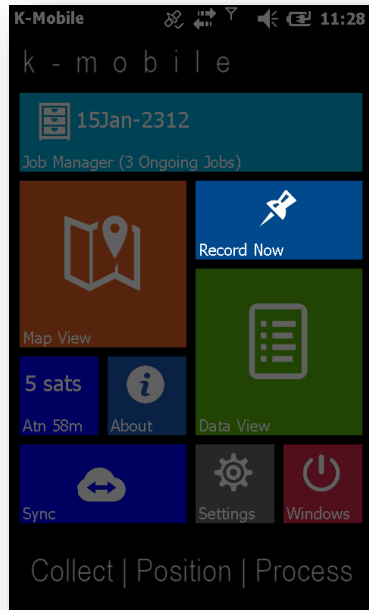 K-Mobile 11:28
k-mobile
15Jan-2312
Job Manager (3 Ongoing Jobs)
Record Now
Map View
5 sats
Atn 58m
About
Data View
Sync
Settings
Windows
Collect | Position | Process